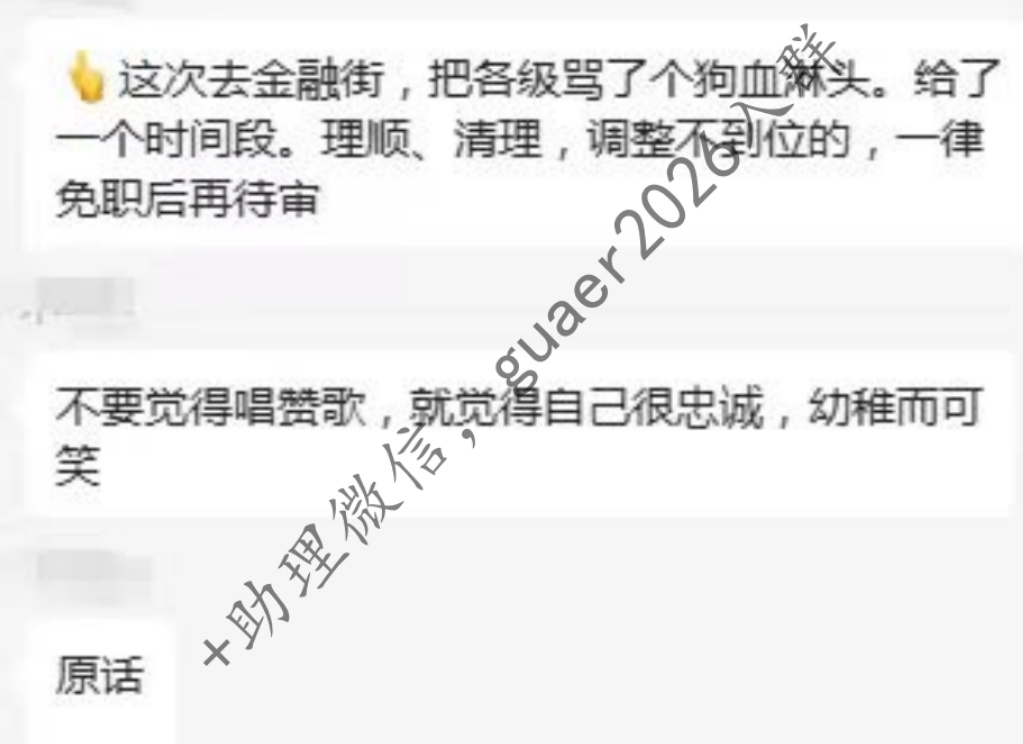 👆这次去金融街，把各级骂了个狗血淋头。给了
一个时间段。理顺、清理，调整不到位的，一律
免职后再待审
不要觉得唱赞歌，就觉得自己很忠诚，幼稚而可
笑
原话
+助理微信，guaer2026入群